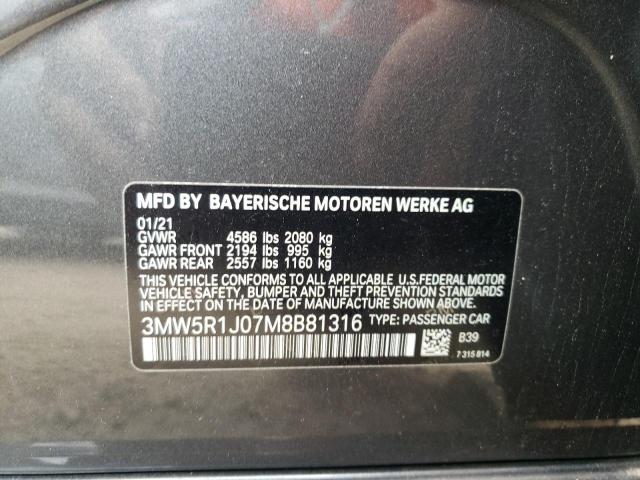 MFD BY BAYERISCHE MOTOREN WERKE AG
01/21
GVWR 4586 lbs 2080 kg
GAWR FRONT 2194 lbs 995 kg
GAWR REAR 2557 lbs 1160 kg
THIS VEHICLE CONFORMS TO ALL APPLICABLE U.S.FEDERAL MOTOR
VEHICLE SAFETY, BUMPER AND THEFT PREVENTION STANDARDS
IN EFFECT ON THE DATE OF MANUFACTURE SHOWN ABOVE.
3MW5R1J07M8B81316 TYPE: PASSENGER CAR
B39
7 315 814